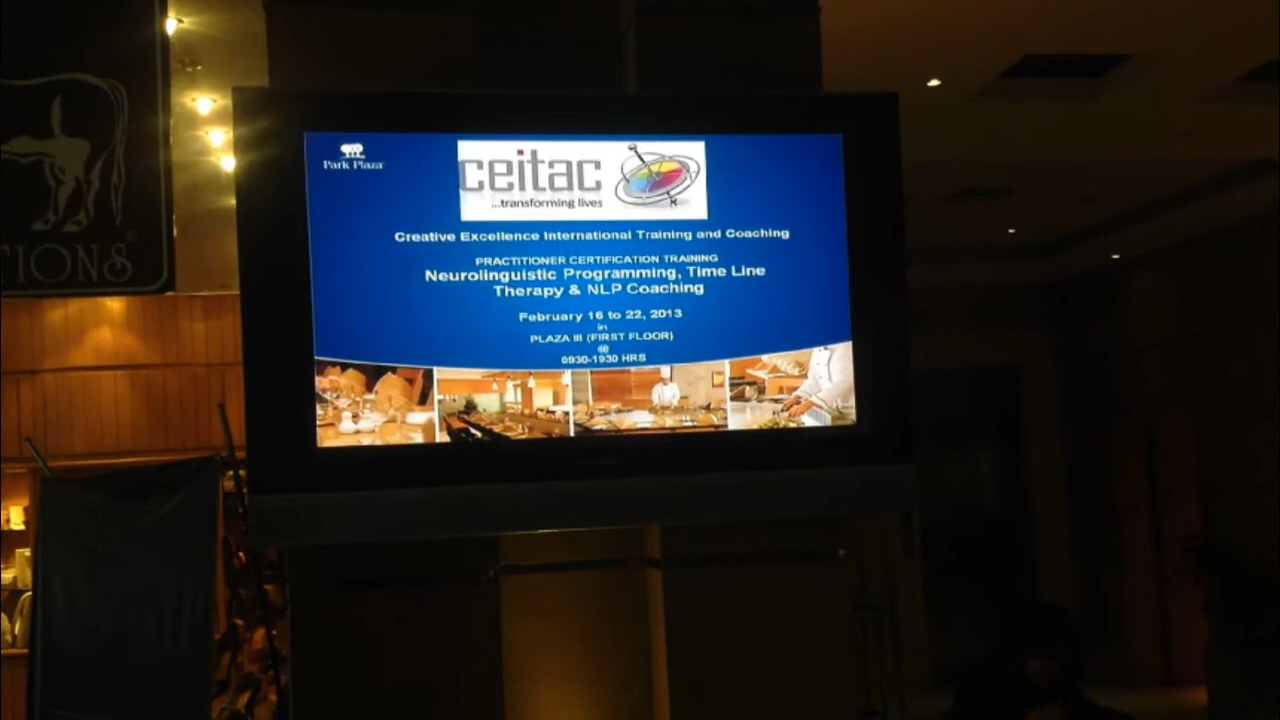 TIONS
Park Plaza
ceitac
...transforming lives
Creative Excellence International Training and Coaching
PRACTITIONER CERTIFICATION TRAINING
Neurolinguistic Programming, Time Line
Therapy & NLP Coaching
February 16 to 22, 2013
in
PLAZA III (FIRST FLOOR)
@
0930-1930 HRS